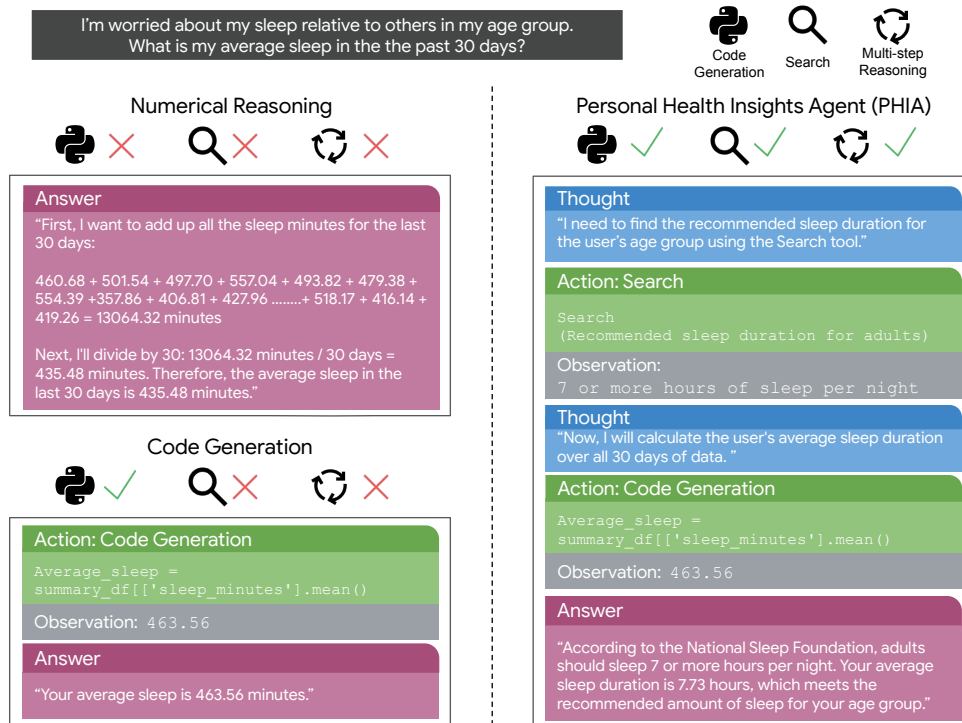 I'm worried about my sleep relative to others in my age group.
What is my average sleep in the the past 30 days?
Code
Generation
Search
Multi-step
Reasoning
Numerical Reasoning
Answer
“First, I want to add up all the sleep minutes for the last
30 days:
460.68 + 501.54 + 497.70 + 557.04 + 493.82 + 479.38 +
554.39 +357.86 + 406.81 + 427.96 ........+ 518.17 + 416.14 +
419.26 = 13064.32 minutes
Next, I'll divide by 30: 13064.32 minutes / 30 days =
435.48 minutes. Therefore, the average sleep in the
last 30 days is 435.48 minutes.”
Code Generation
Action: Code Generation
Average_sleep =
summary_df[['sleep_minutes'].mean()
Observation: 463.56
Answer
“Your average sleep is 463.56 minutes.”
Personal Health Insights Agent (PHIA)
Thought
“I need to find the recommended sleep duration for
the user's age group using the Search tool.”
Action: Search
Search
(Recommended sleep duration for adults)
Observation:
7 or more hours of sleep per night
Thought
“Now, I will calculate the user's average sleep duration
over all 30 days of data. ”
Action: Code Generation
Average_sleep =
summary_df[['sleep_minutes'].mean()
Observation: 463.56
Answer
“According to the National Sleep Foundation, adults
should sleep 7 or more hours per night. Your average
sleep duration is 7.73 hours, which meets the
recommended amount of sleep for your age group.”